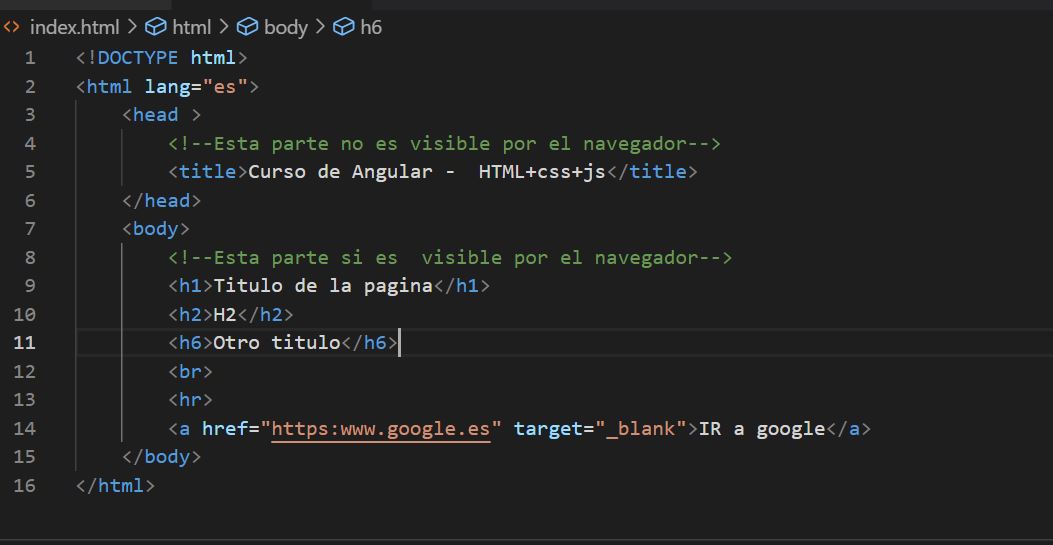 index.html > html > body > h6
1 <!DOCTYPE html>
2 <html lang="es">
3 <head >
4 <!--Esta parte no es visible por el navegador-->
5 <title>Curso de Angular -  HTML+css+js</title>
6 </head>
7 <body>
8 <!--Esta parte si es  visible por el navegador-->
9 <h1>Titulo de la pagina</h1>
10 <h2>H2</h2>
11 <h6>Otro titulo</h6>
12 <br>
13 <hr>
14 <a href="https:www.google.es" target="_blank">IR a google</a>
15 </body>
16 </html>